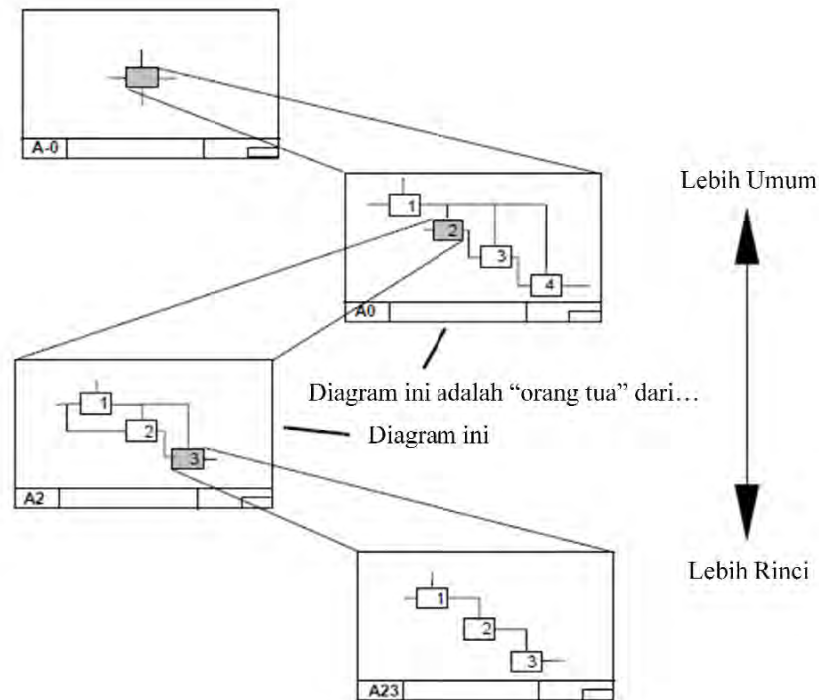 A-0
Lebih Umum
1
2
3
4
A0
Diagram ini adalah “orang tua” dari…
Diagram ini
1
2
3
A2
Lebih Rinci
1
2
3
A23